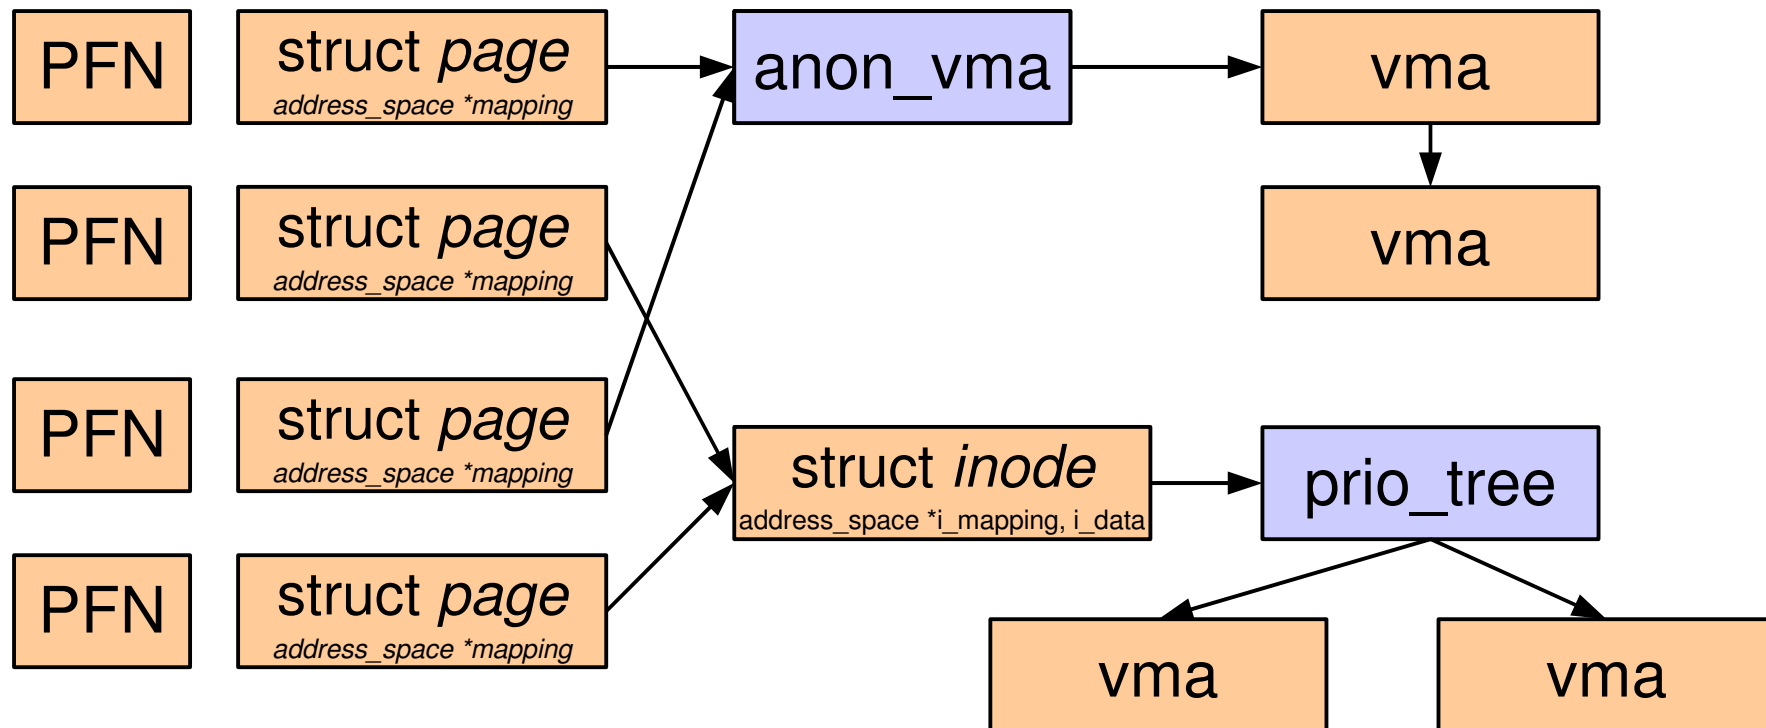 PFN
struct page
address_space *mapping
anon_vma
vma
PFN
struct page
address_space *mapping
vma
PFN
struct page
address_space *mapping
struct inode
address_space *i_mapping, i_data
prio_tree
PFN
struct page
address_space *mapping
vma
vma